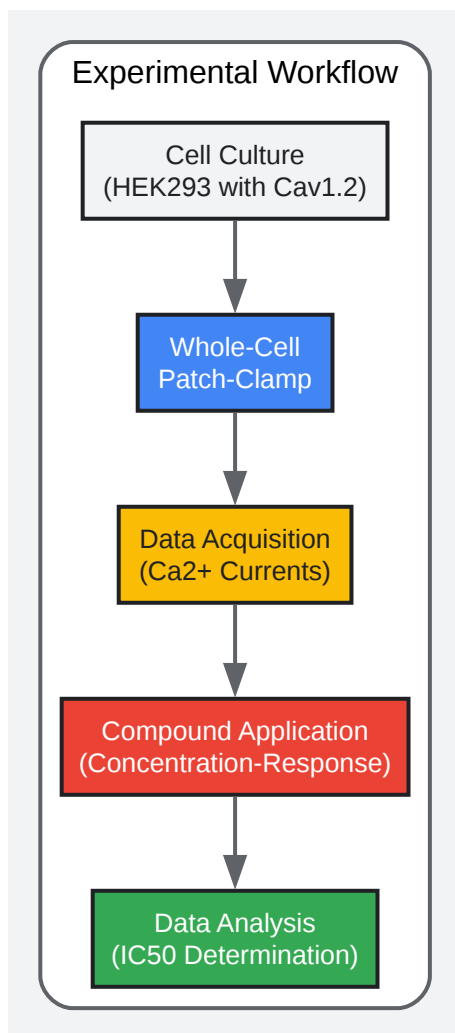 Experimental Workflow
Cell Culture
(HEK293 with Cav1.2)
Whole-Cell
Patch-Clamp
Data Acquisition
(Ca2+ Currents)
Compound Application
(Concentration-Response)
Data Analysis
(IC50 Determination)